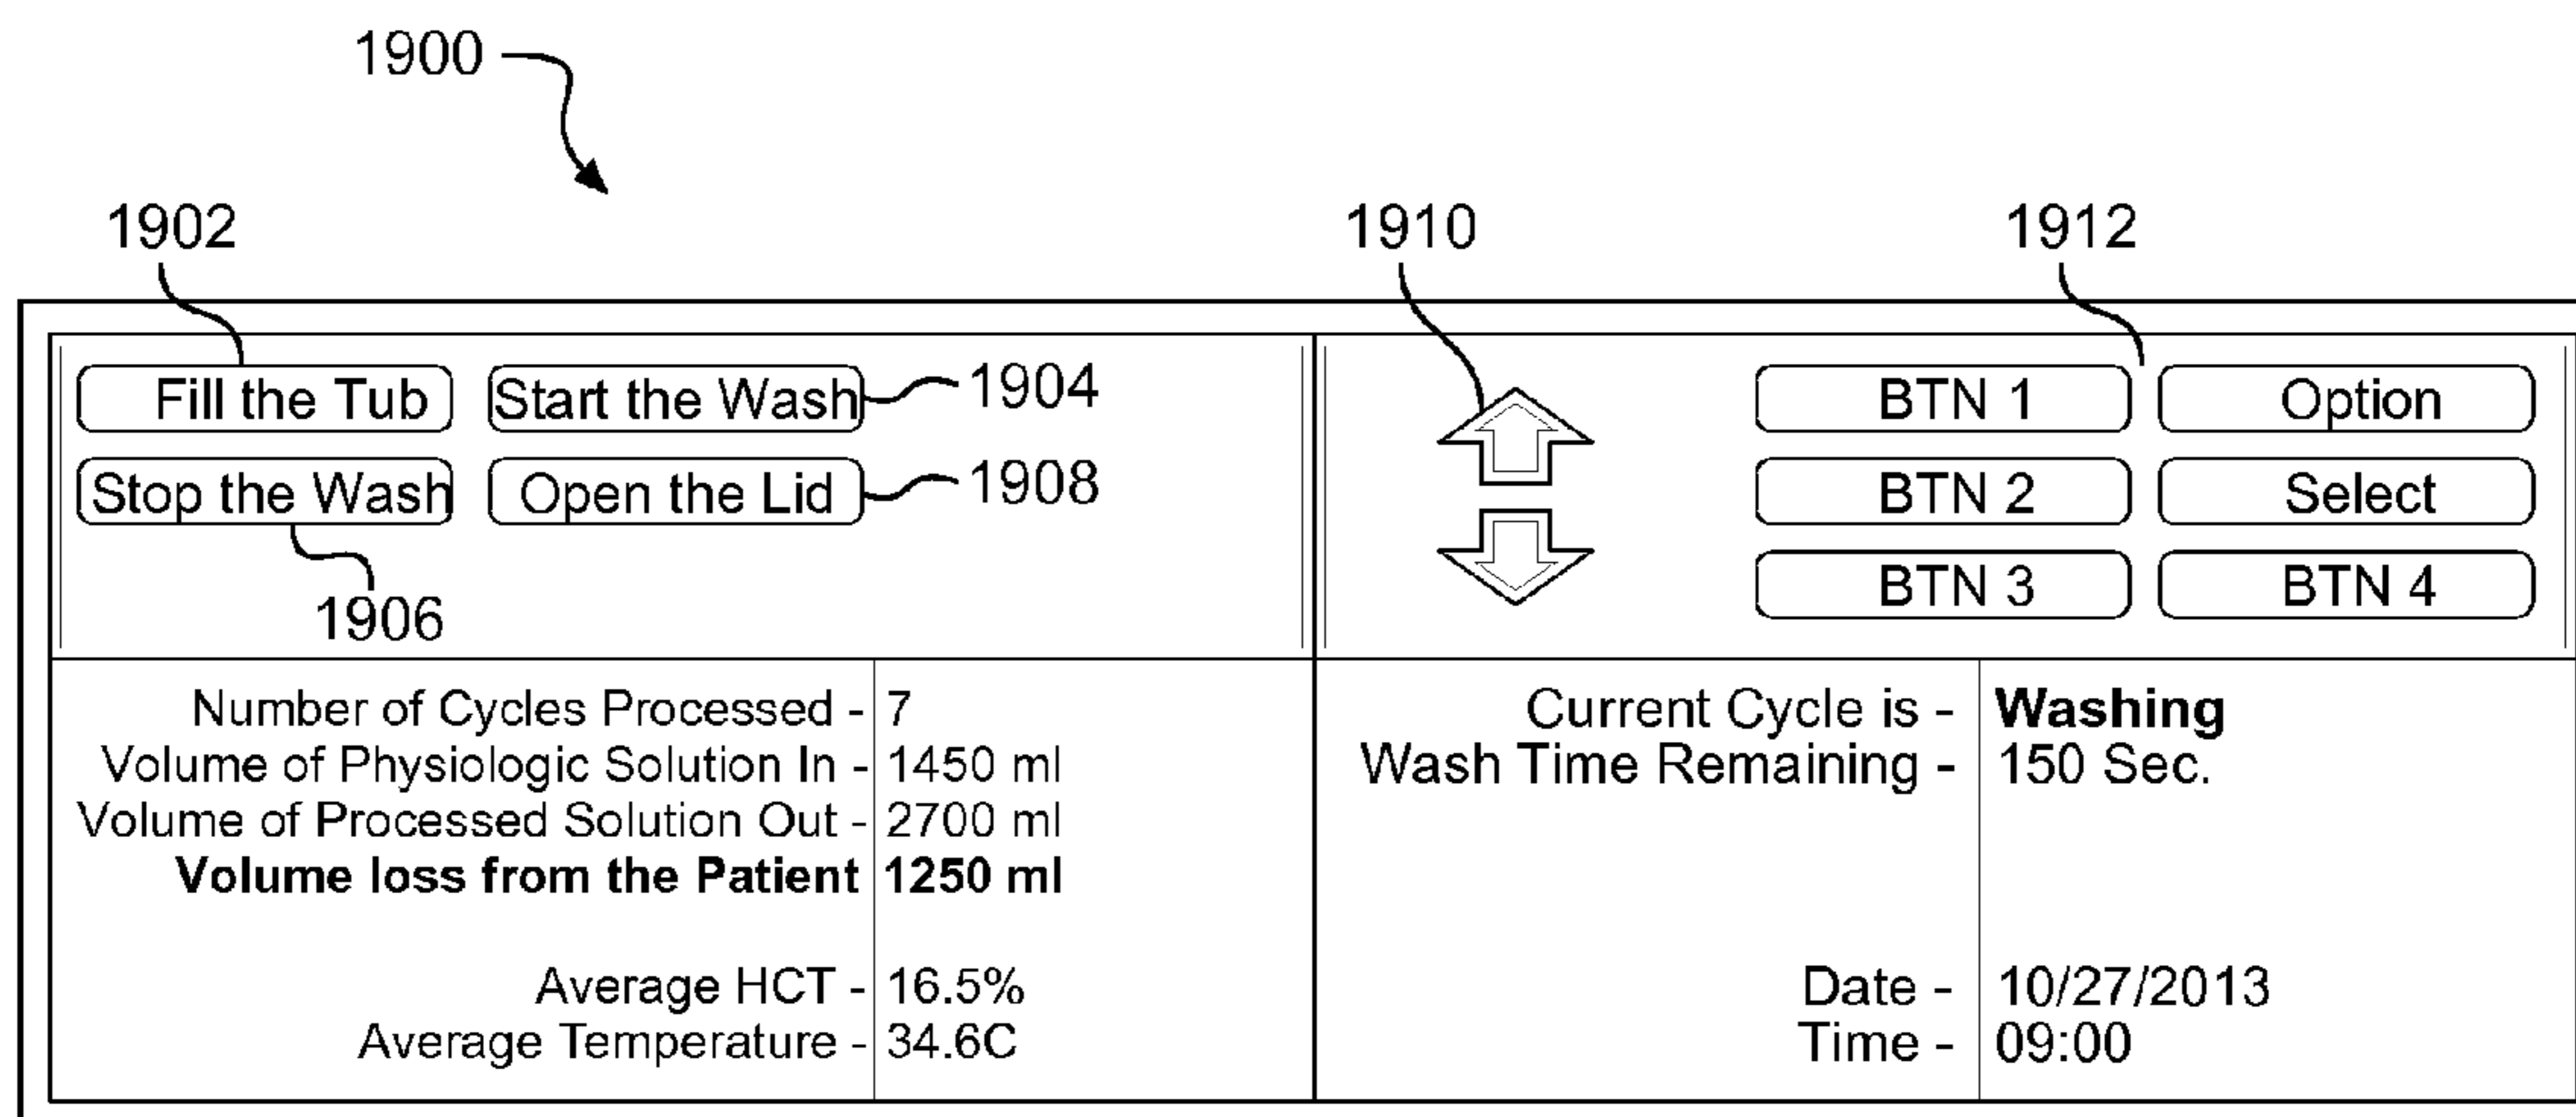 1900
1902
1910
1912
Fill the Tub
Start the Wash
1904
BTN 1
Option
Stop the Wash
Open the Lid
1908
BTN 2
Select
1906
BTN 3
BTN 4
Number of Cycles Processed - 7
Volume of Physiologic Solution In - 1450 ml
Volume of Processed Solution Out - 2700 ml
Volume loss from the Patient 1250 ml
Average HCT - 16.5%
Average Temperature - 34.6C
Current Cycle is - Washing
Wash Time Remaining - 150 Sec.
Date - 10/27/2013
Time - 09:00